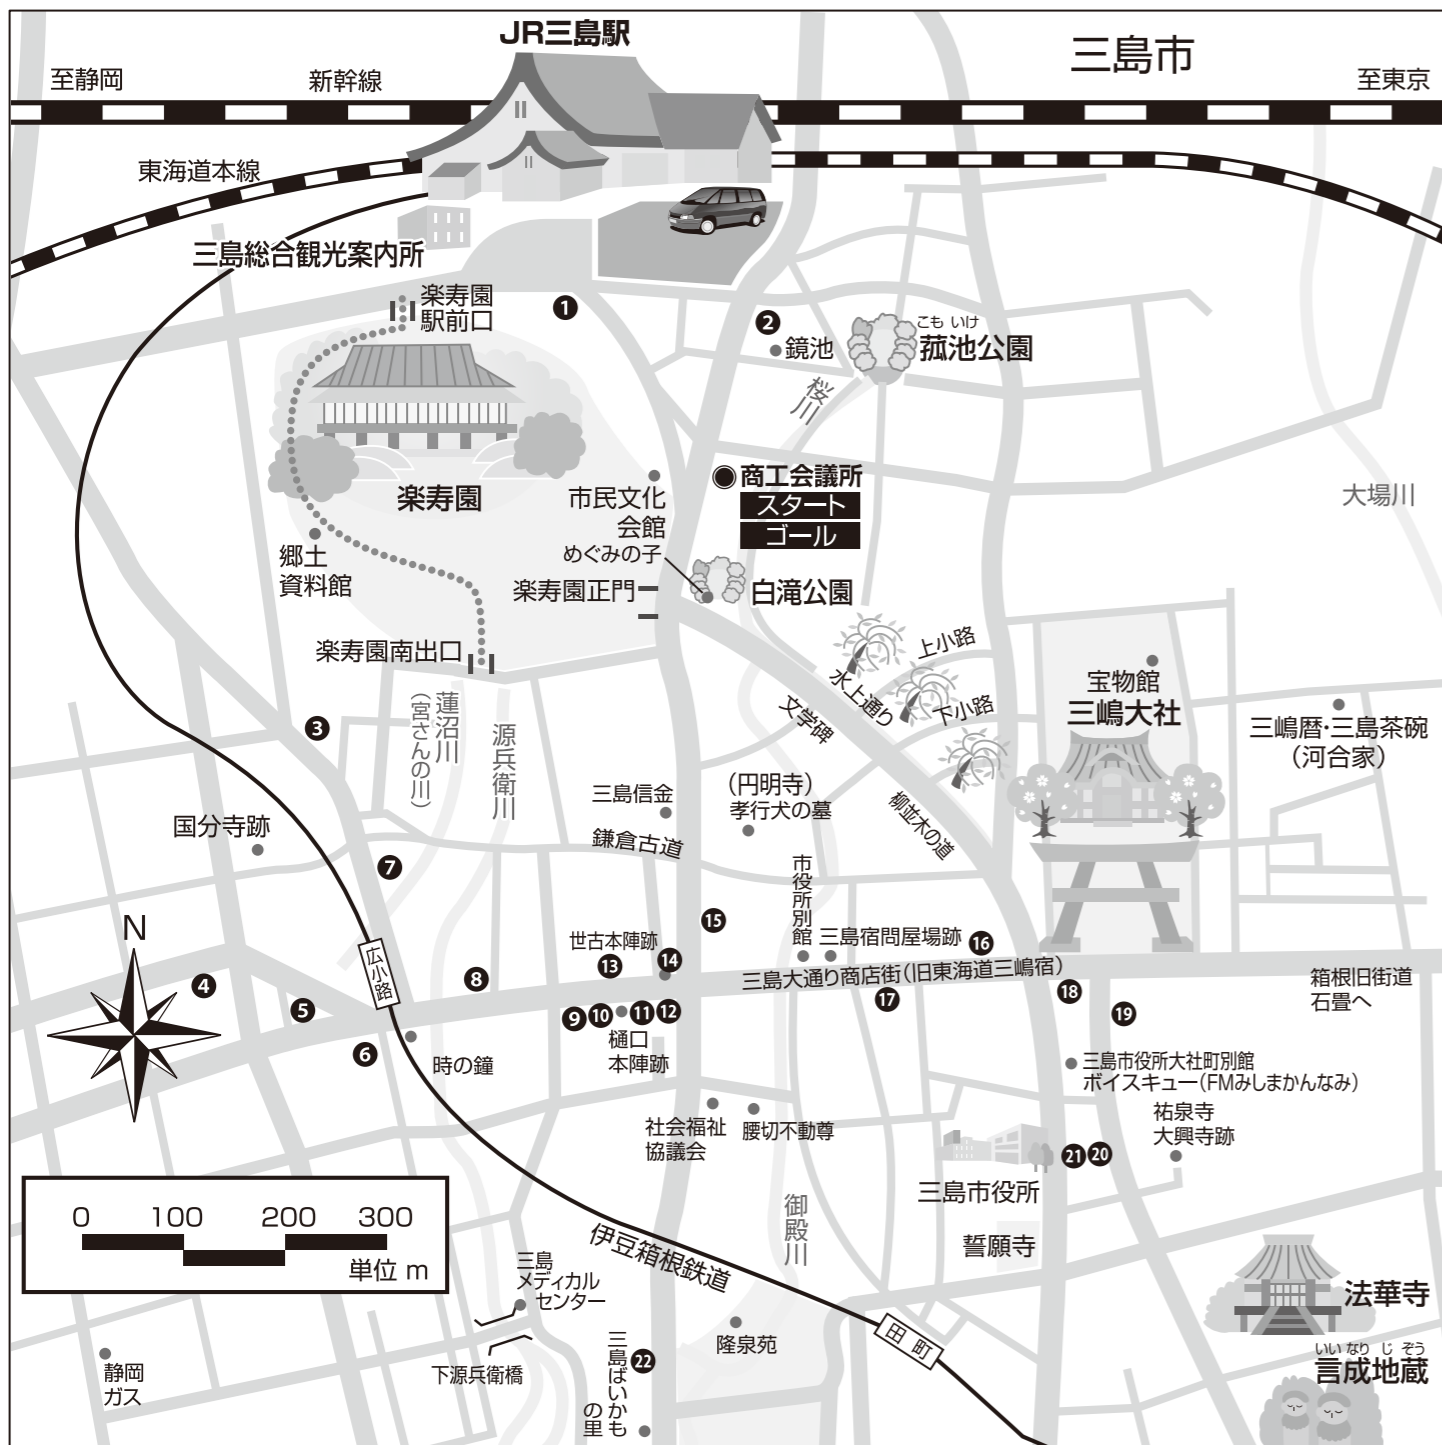 JR三島駅
三島市
至静岡
新幹線
至東京
東海道本線
三島総合観光案内所
楽寿園
駅前口
❶
❷
鏡池
こもいけ
菰池公園
桜川
商工会議所
スタート
ゴール
大場川
楽寿園
市民文化
会館
めぐみの子
郷土
資料館
楽寿園正門
白滝公園
楽寿園南出口
上小路
水上通り
下小路
文学碑
宝物館
三嶋大社
三嶋暦・三島茶碗
（河合家）
❸
蓮沼川
（宮さんの川）
源兵衛川
三島信金
（円明寺）
孝行犬の墓
柳並木の道
国分寺跡
鎌倉古道
❼
市役所別館
⓯
世古本陣跡
三島宿問屋場跡
⓰
N
広小路
❽
⓭
⓮
三島大通り商店街（旧東海道三嶋宿）
箱根旧街道
石畳へ
❹
❺
❾
❿
⓫
⓬
⓱
⓲
⓳
樋口
本陣跡
❻
時の鐘
三島市役所大社町別館
ボイスキュー（FMみしまかんなみ）
社会福祉
協議会
腰切不動尊
祐泉寺
大興寺跡
㉑
⓴
三島市役所
0 100 200 300
単位 m
御殿川
誓願寺
伊豆箱根鉄道
三島
メディカル
センター
法華寺
田町
隆泉苑
下源兵衛橋
三島ばいかも
の里
㉒
静岡
ガス
いいなりじぞう
言成地蔵